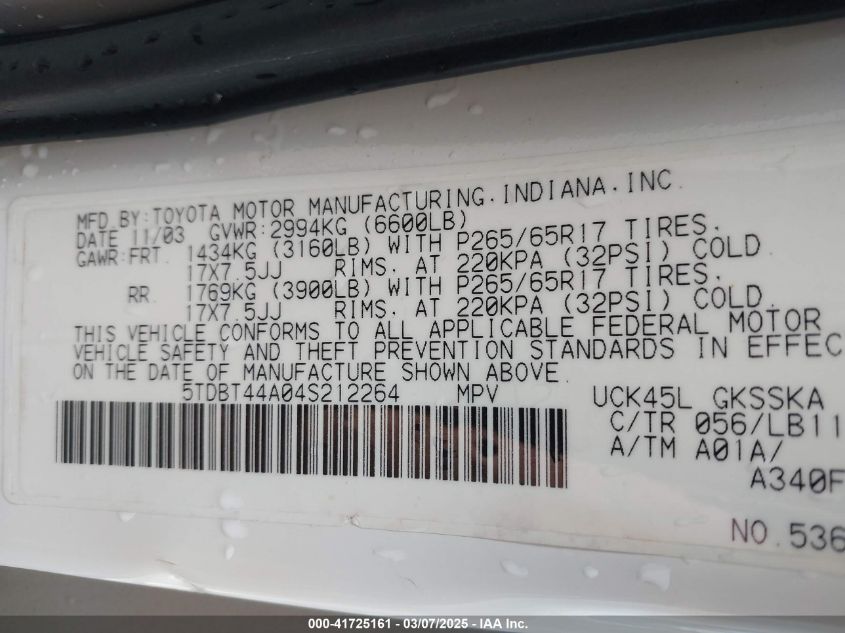 MFD BY:TOYOTA MOTOR MANUFACTURING.INDIANA.INC.
DATE 11/03 GVWR:2994KG (6600LB)
GAWR:FRT. 1434KG (3160LB) WITH P265/65R17 TIRES.
17X7.5JJ RIMS. AT 220KPA (32PSI) COLD.
RR. 1769KG (3900LB) WITH P265/65R17 TIRES.
17X7.5JJ RIMS. AT 220KPA (32PSI) COLD.
THIS VEHICLE CONFORMS TO ALL APPLICABLE FEDERAL MOTOR
VEHICLE SAFETY AND THEFT PREVENTION STANDARDS IN EFFEC
ON THE DATE OF MANUFACTURE SHOWN ABOVE.
5TDBT44A04S212264 MPV
UCK45L GKSSKA
C/TR 056/LB11
A/TM A01A/
A340F
NO.536
000-41725161 - 03/07/2025 - IAA Inc.